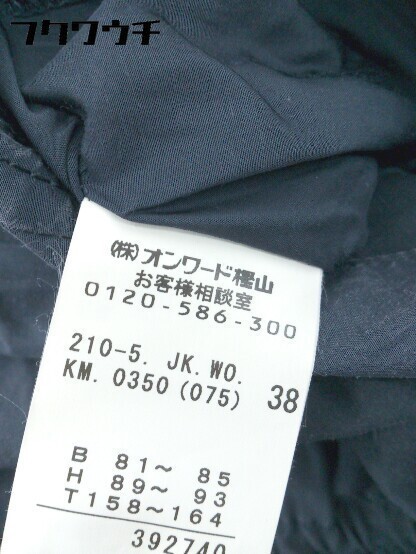 フクワウチ
(株)オンワード樫山
お客様相談室
0120-586-300
210-5. JK.WO.
KM. 0350 (075) 38
B 81～ 85
H 89～ 93
T158～164
392740